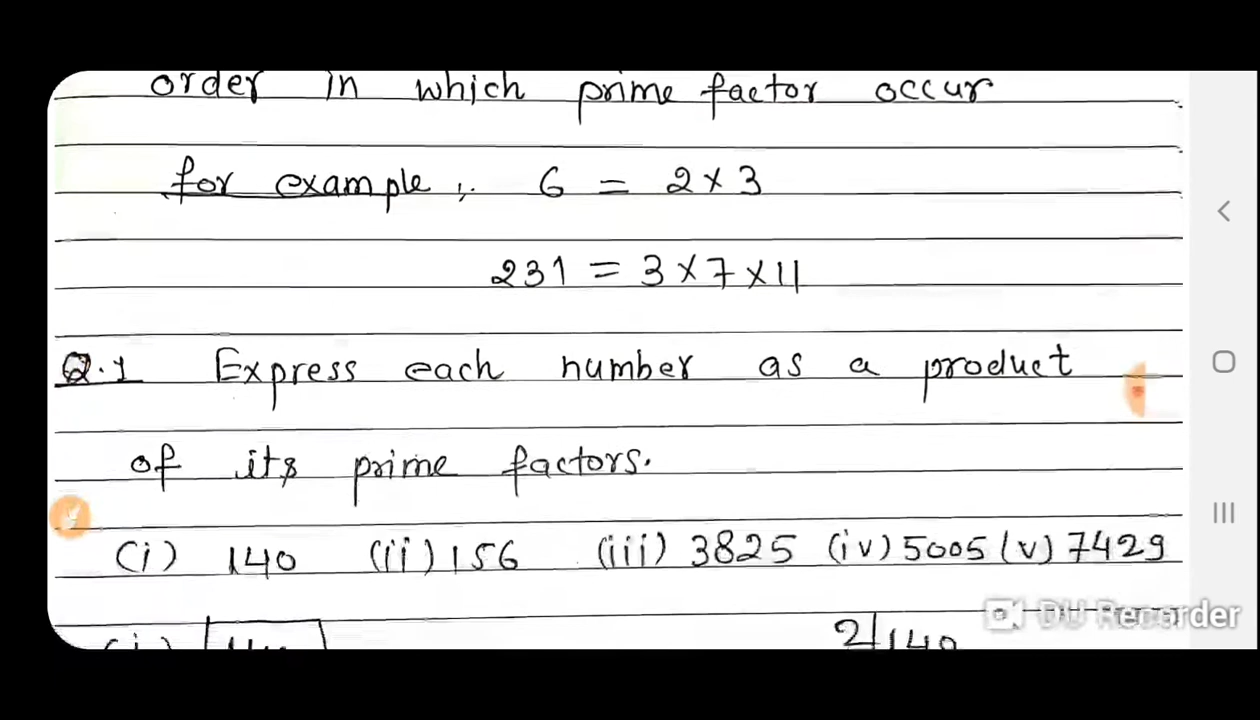 order in which prime factor occur
for example :. 6 = 2 × 3
231 = 3 × 7 × 11
Q.1 Express each number as a product
of its prime factors.
(i) 140 (ii) 156 (iii) 3825 (iv) 5005 (v) 7429
(i) 140 2 140
DU Recorder